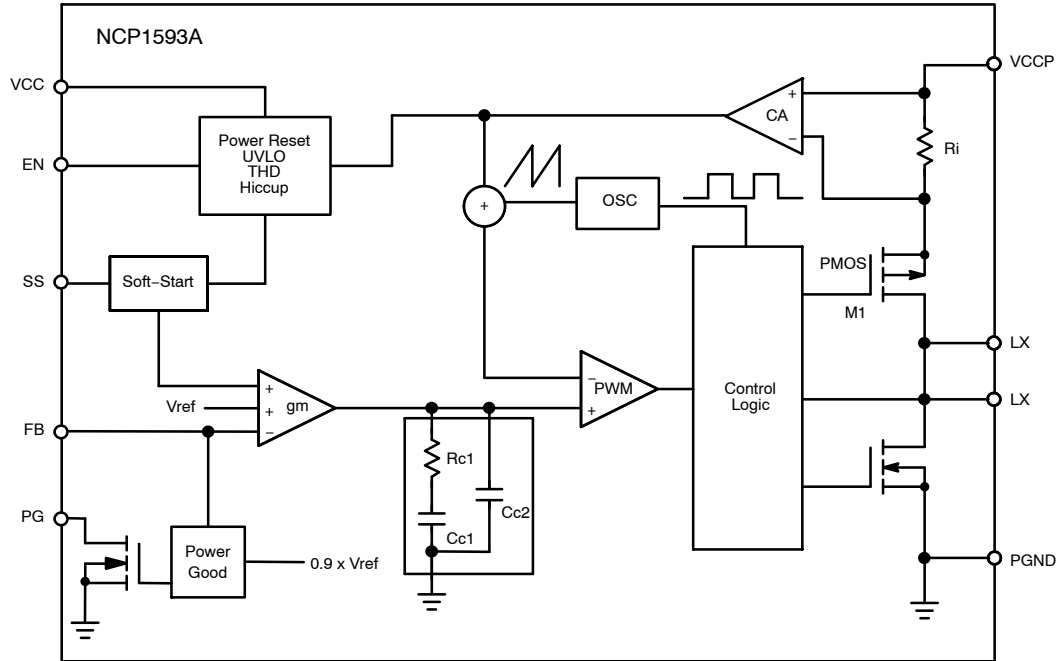 NCP1593A
VCC
VCCP
EN
Power Reset
UVLO
THD
Hiccup
+
CA
−
Ri
+
OSC
SS
Soft−Start
PMOS
M1
LX
+
Vref
+
gm
−
FB
−
PWM
+
Control
Logic
LX
Rc1
Cc2
Cc1
PG
Power
Good
0.9 x Vref
PGND